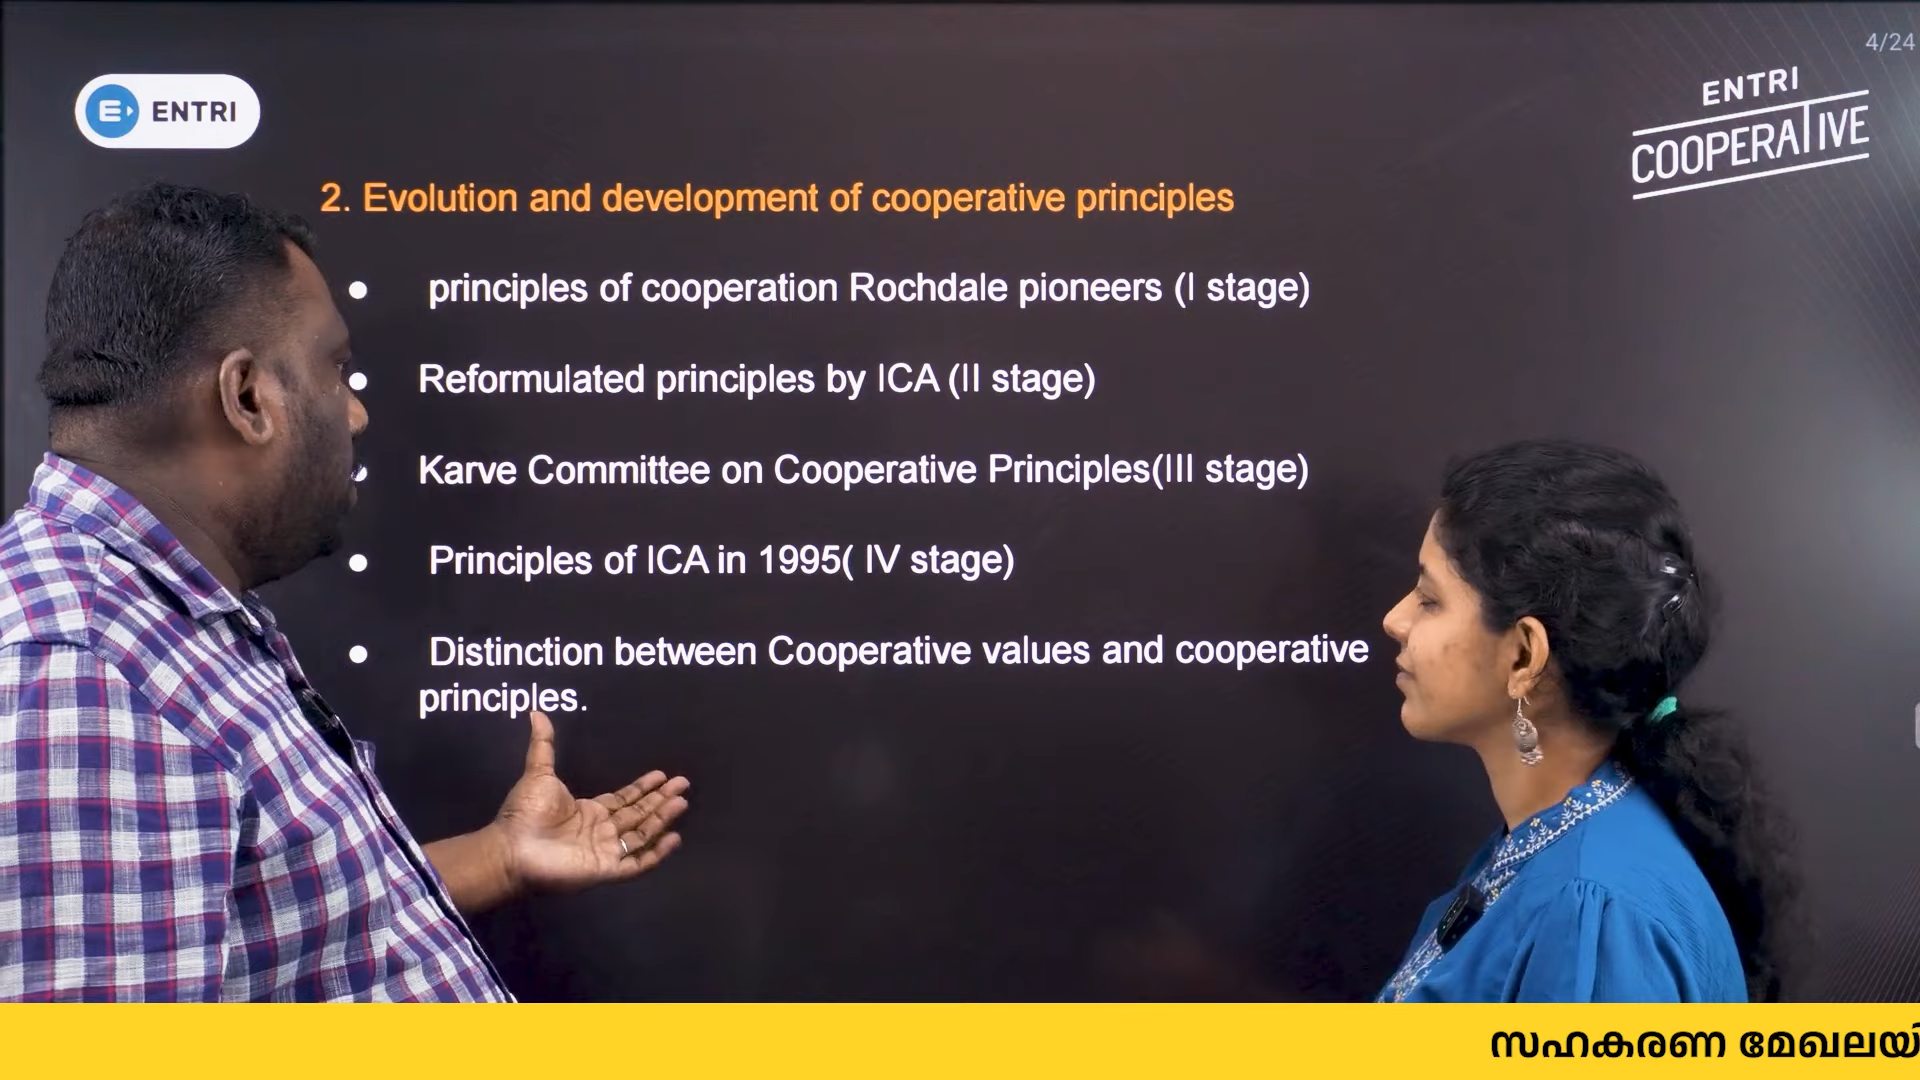 4/24
ENTRI
ENTRI
COOPERATIVE
2. Evolution and development of cooperative principles
principles of cooperation Rochdale pioneers (I stage)
Reformulated principles by ICA (II stage)
Karve Committee on Cooperative Principles(III stage)
Principles of ICA in 1995( IV stage)
Distinction between Cooperative values and cooperative
principles.
സഹകരണ മേഖലയി